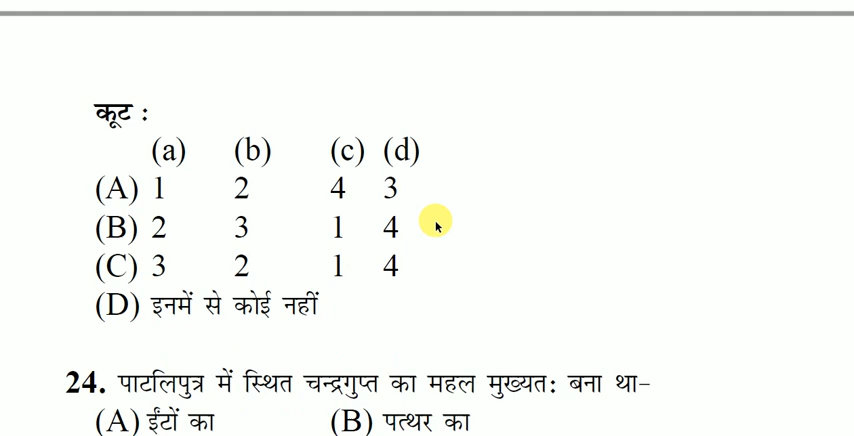 कूट :
(a) (b) (c) (d)
(A) 1 2 4 3
(B) 2 3 1 4
(C) 3 2 1 4
(D) इनमें से कोई नहीं
24. पाटलिपुत्र में स्थित चन्द्रगुप्त का महल मुख्यत: बना था-
(A) ईंटों का (B) पत्थर का